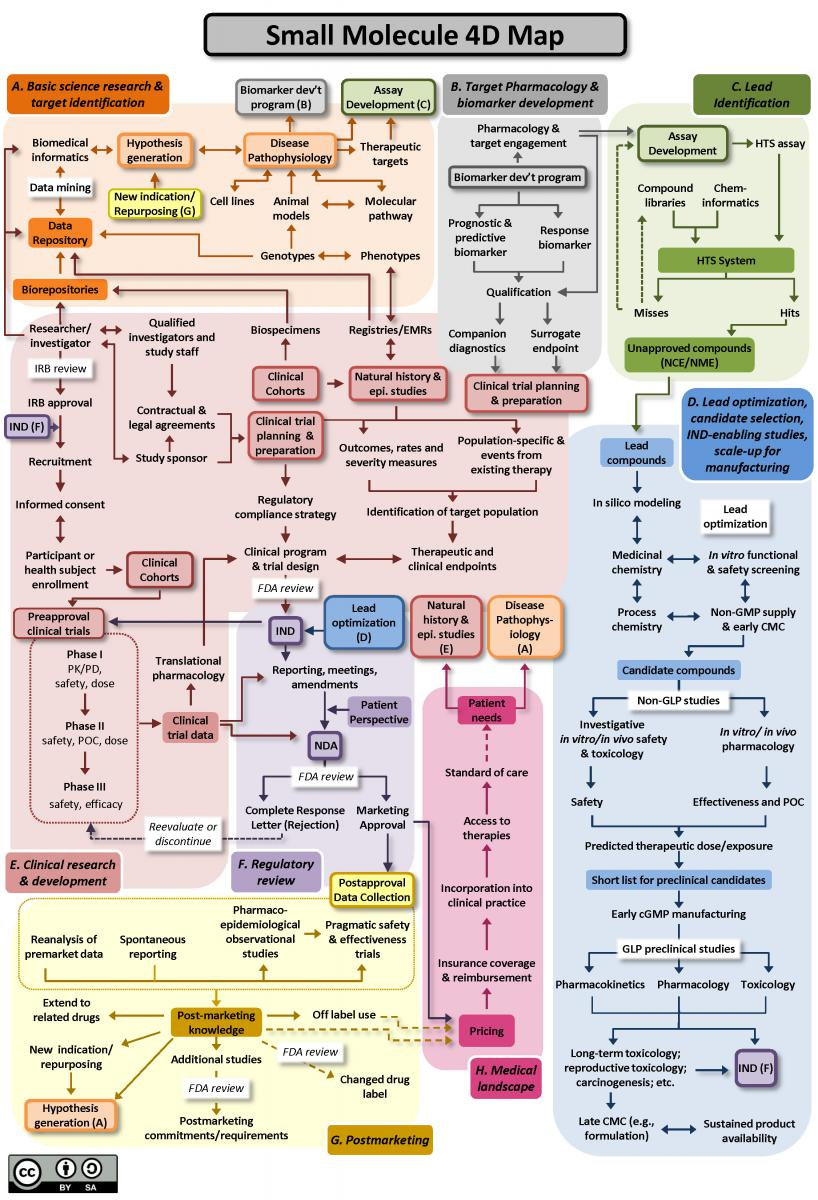 Small Molecule 4D Map
A. Basic science research &
target identification
Biomarker dev't
program (B)
Assay
Development (C)
Biomedical
informatics
Hypothesis
generation
Disease
Pathophysiology
Therapeutic
targets
Data mining
New indication/
Repurposing (G)
Cell lines
Animal
models
Molecular
pathway
Data
Repository
Genotypes
Phenotypes
Biorepositories
B. Target Pharmacology &
biomarker development
Pharmacology &
target engagement
Biomarker dev't program
Prognostic &
predictive
biomarker
Response
biomarker
Qualification
Companion
diagnostics
Surrogate
endpoint
Clinical trial planning
& preparation
C. Lead
Identification
Assay
Development
HTS assay
Compound
libraries
Chem-
informatics
HTS System
Misses
Hits
Unapproved compounds
(NCE/NME)
D. Lead optimization,
candidate selection,
IND-enabling studies,
scale-up for
manufacturing
Lead
compounds
In silico modeling
Lead
optimization
Medicinal
chemistry
In vitro functional
& safety screening
Process
chemistry
Non-GMP supply
& early CMC
Candidate compounds
Non-GLP studies
Investigative
in vitro/in vivo safety
& toxicology
In vitro/ in vivo
pharmacology
Safety
Effectiveness and POC
Predicted therapeutic dose/exposure
Short list for preclinical candidates
Early cGMP manufacturing
GLP preclinical studies
Pharmacokinetics
Pharmacology
Toxicology
Long-term toxicology;
reproductive toxicology;
carcinogenesis; etc.
IND (F)
Late CMC (e.g.,
formulation)
Sustained product
availability
Researcher/
investigator
Qualified
investigators and
study staff
Biospecimens
Registries/EMRs
IRB review
Clinical
Cohorts
Natural history &
epi. studies
IRB approval
IND (F)
Contractual &
legal agreements
Clinical trial
planning &
preparation
Recruitment
Study sponsor
Outcomes, rates and
severity measures
Population-specific &
events from
existing therapy
Informed consent
Regulatory
compliance strategy
Identification of target population
Participant or
health subject
enrollment
Clinical
Cohorts
Clinical program
& trial design
Therapeutic and
clinical endpoints
FDA review
Preapproval
clinical trials
Phase I
PK/PD,
safety, dose
Phase II
safety, POC, dose
Phase III
safety, efficacy
Translational
pharmacology
Clinical
trial data
Reevaluate or
discontinue
E. Clinical research
& development
IND
Lead
optimization
(D)
Reporting, meetings,
amendments
Patient
Perspective
NDA
FDA review
Complete Response
Letter (Rejection)
Marketing
Approval
F. Regulatory
review
Postapproval
Data Collection
Natural
history &
epi. studies
(E)
Disease
Pathophys-
iology
(A)
Patient
needs
Standard of care
Access to
therapies
Incorporation into
clinical practice
Insurance coverage
& reimbursement
Pricing
H. Medical
landscape
Reanalysis of
premarket data
Spontaneous
reporting
Pharmaco-
epidemiological
observational
studies
Pragmatic safety
& effectiveness
trials
Extend to
related drugs
Post-marketing
knowledge
Off label use
New indication/
repurposing
Additional studies
FDA review
Changed drug
label
FDA review
Hypothesis
generation (A)
Postmarketing
commitments/requirements
G. Postmarketing
cc
BY SA